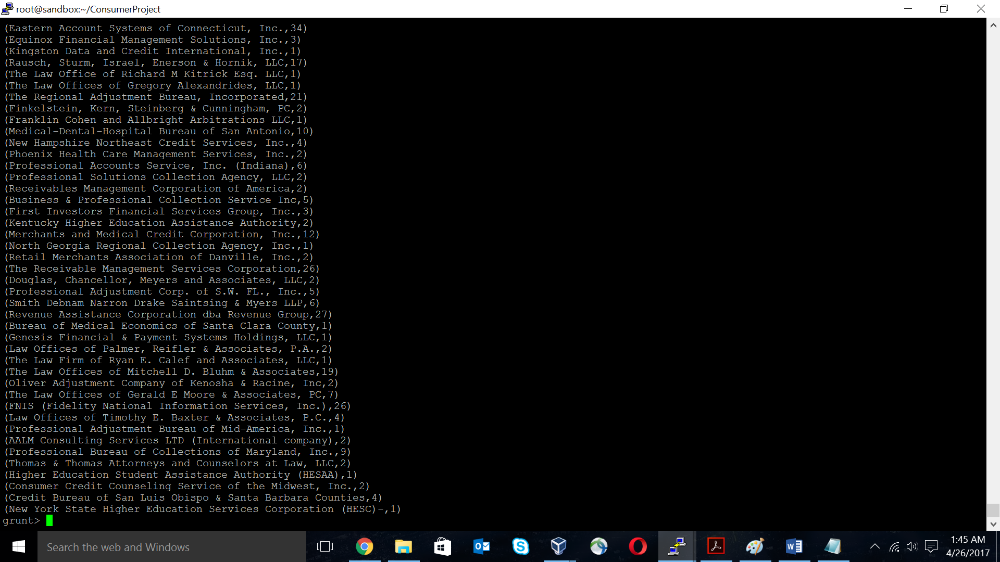 root@sandbox:~/ConsumerProject
(Eastern Account Systems of Connecticut, Inc.,34)
(Equinox Financial Management Solutions, Inc.,3)
(Kingston Data and Credit International, Inc.,1)
(Rausch, Sturm, Israel, Enerson & Hornik, LLC,17)
(The Law Office of Richard M Kitrick Esq. LLC,1)
(The Law Offices of Gregory Alexandrides, LLC,1)
(The Regional Adjustment Bureau, Incorporated,21)
(Finkelstein, Kern, Steinberg & Cunningham, PC,2)
(Franklin Cohen and Allbright Arbitrations LLC,1)
(Medical-Dental-Hospital Bureau of San Antonio,10)
(New Hampshire Northeast Credit Services, Inc.,4)
(Phoenix Health Care Management Services, Inc.,2)
(Professional Accounts Service, Inc. (Indiana),6)
(Professional Solutions Collection Agency, LLC,2)
(Receivables Management Corporation of America,2)
(Business & Professional Collection Service Inc,5)
(First Investors Financial Services Group, Inc.,3)
(Kentucky Higher Education Assistance Authority,2)
(Merchants and Medical Credit Corporation, Inc.,12)
(North Georgia Regional Collection Agency, Inc.,1)
(Retail Merchants Association of Danville, Inc.,2)
(The Receivable Management Services Corporation,26)
(Douglas, Chancellor, Meyers and Associates, LLC,2)
(Professional Adjustment Corp. of S.W. FL., Inc.,5)
(Smith Debnam Narron Drake Saintsing & Myers LLP,6)
(Revenue Assistance Corporation dba Revenue Group,27)
(Bureau of Medical Economics of Santa Clara County,1)
(Genesis Financial & Payment Systems Holdings, LLC,1)
(Law Offices of Palmer, Reifler & Associates, P.A.,2)
(The Law Firm of Ryan E. Calef and Associates, LLC,1)
(The Law Offices of Mitchell D. Bluhm & Associates,19)
(Oliver Adjustment Company of Kenosha & Racine, Inc,2)
(The Law Offices of Gerald E Moore & Associates, PC,7)
(FNIS (Fidelity National Information Services, Inc.),26)
(Law Offices of Timothy E. Baxter & Associates, P.C.,4)
(Professional Adjustment Bureau of Mid-America, Inc.,1)
(AALM Consulting Services LTD (International company),2)
(Professional Bureau of Collections of Maryland, Inc.,9)
(Thomas & Thomas Attorneys and Counselors at Law, LLC,2)
(Higher Education Student Assistance Authority (HESAA),1)
(Consumer Credit Counseling Service of the Midwest, Inc.,2)
(Credit Bureau of San Luis Obispo & Santa Barbara Counties,4)
(New York State Higher Education Services Corporation (HESC)-,1)
grunt>
Search the web and Windows
1:45 AM
4/26/2017